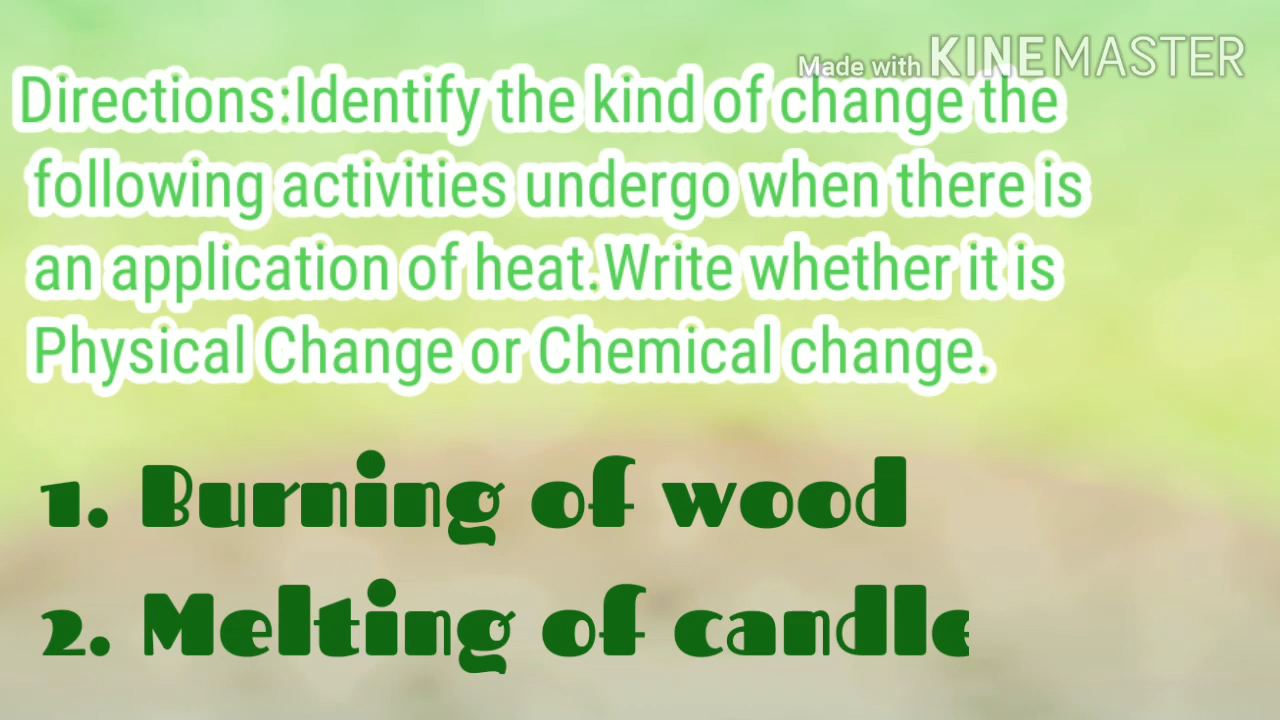 Made with KINEMASTER
Directions:Identify the kind of change the
following activities undergo when there is
an application of heat.Write whether it is
Physical Change or Chemical change.
1. Burning of wood
2. Melting of candle